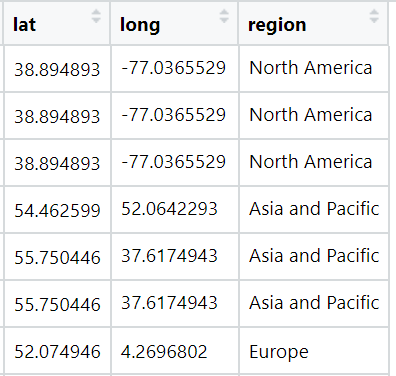 lat long region
38.894893 -77.0365529 North America
38.894893 -77.0365529 North America
38.894893 -77.0365529 North America
54.462599 52.0642293 Asia and Pacific
55.750446 37.6174943 Asia and Pacific
55.750446 37.6174943 Asia and Pacific
52.074946 4.2696802 Europe